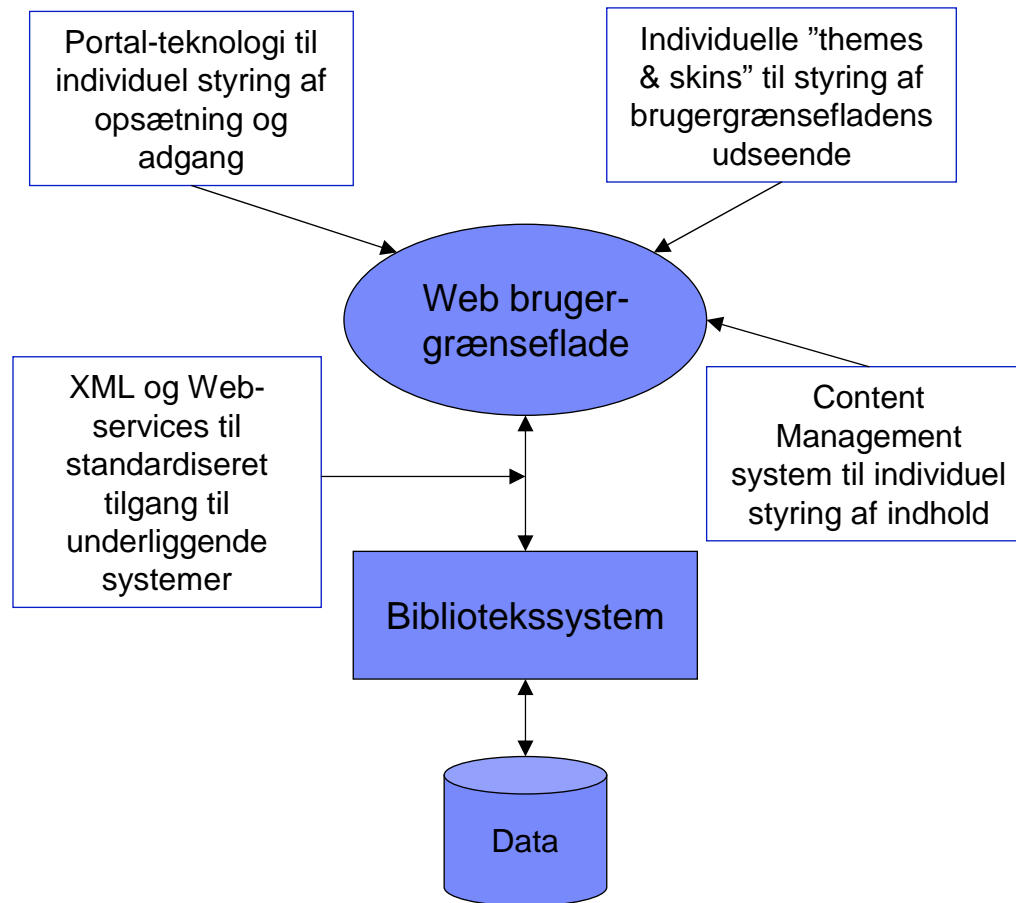 Portal-teknologi til
individuel styring af
opsætning og
adgang
Individuelle ”themes
& skins” til styring af
brugergrænsefladens
udseende
Web bruger-
grænseflade
XML og Web-
services til
standardiseret
tilgang til
underliggende
systemer
Content
Management
system til individuel
styring af indhold
Bibliotekssystem
Data